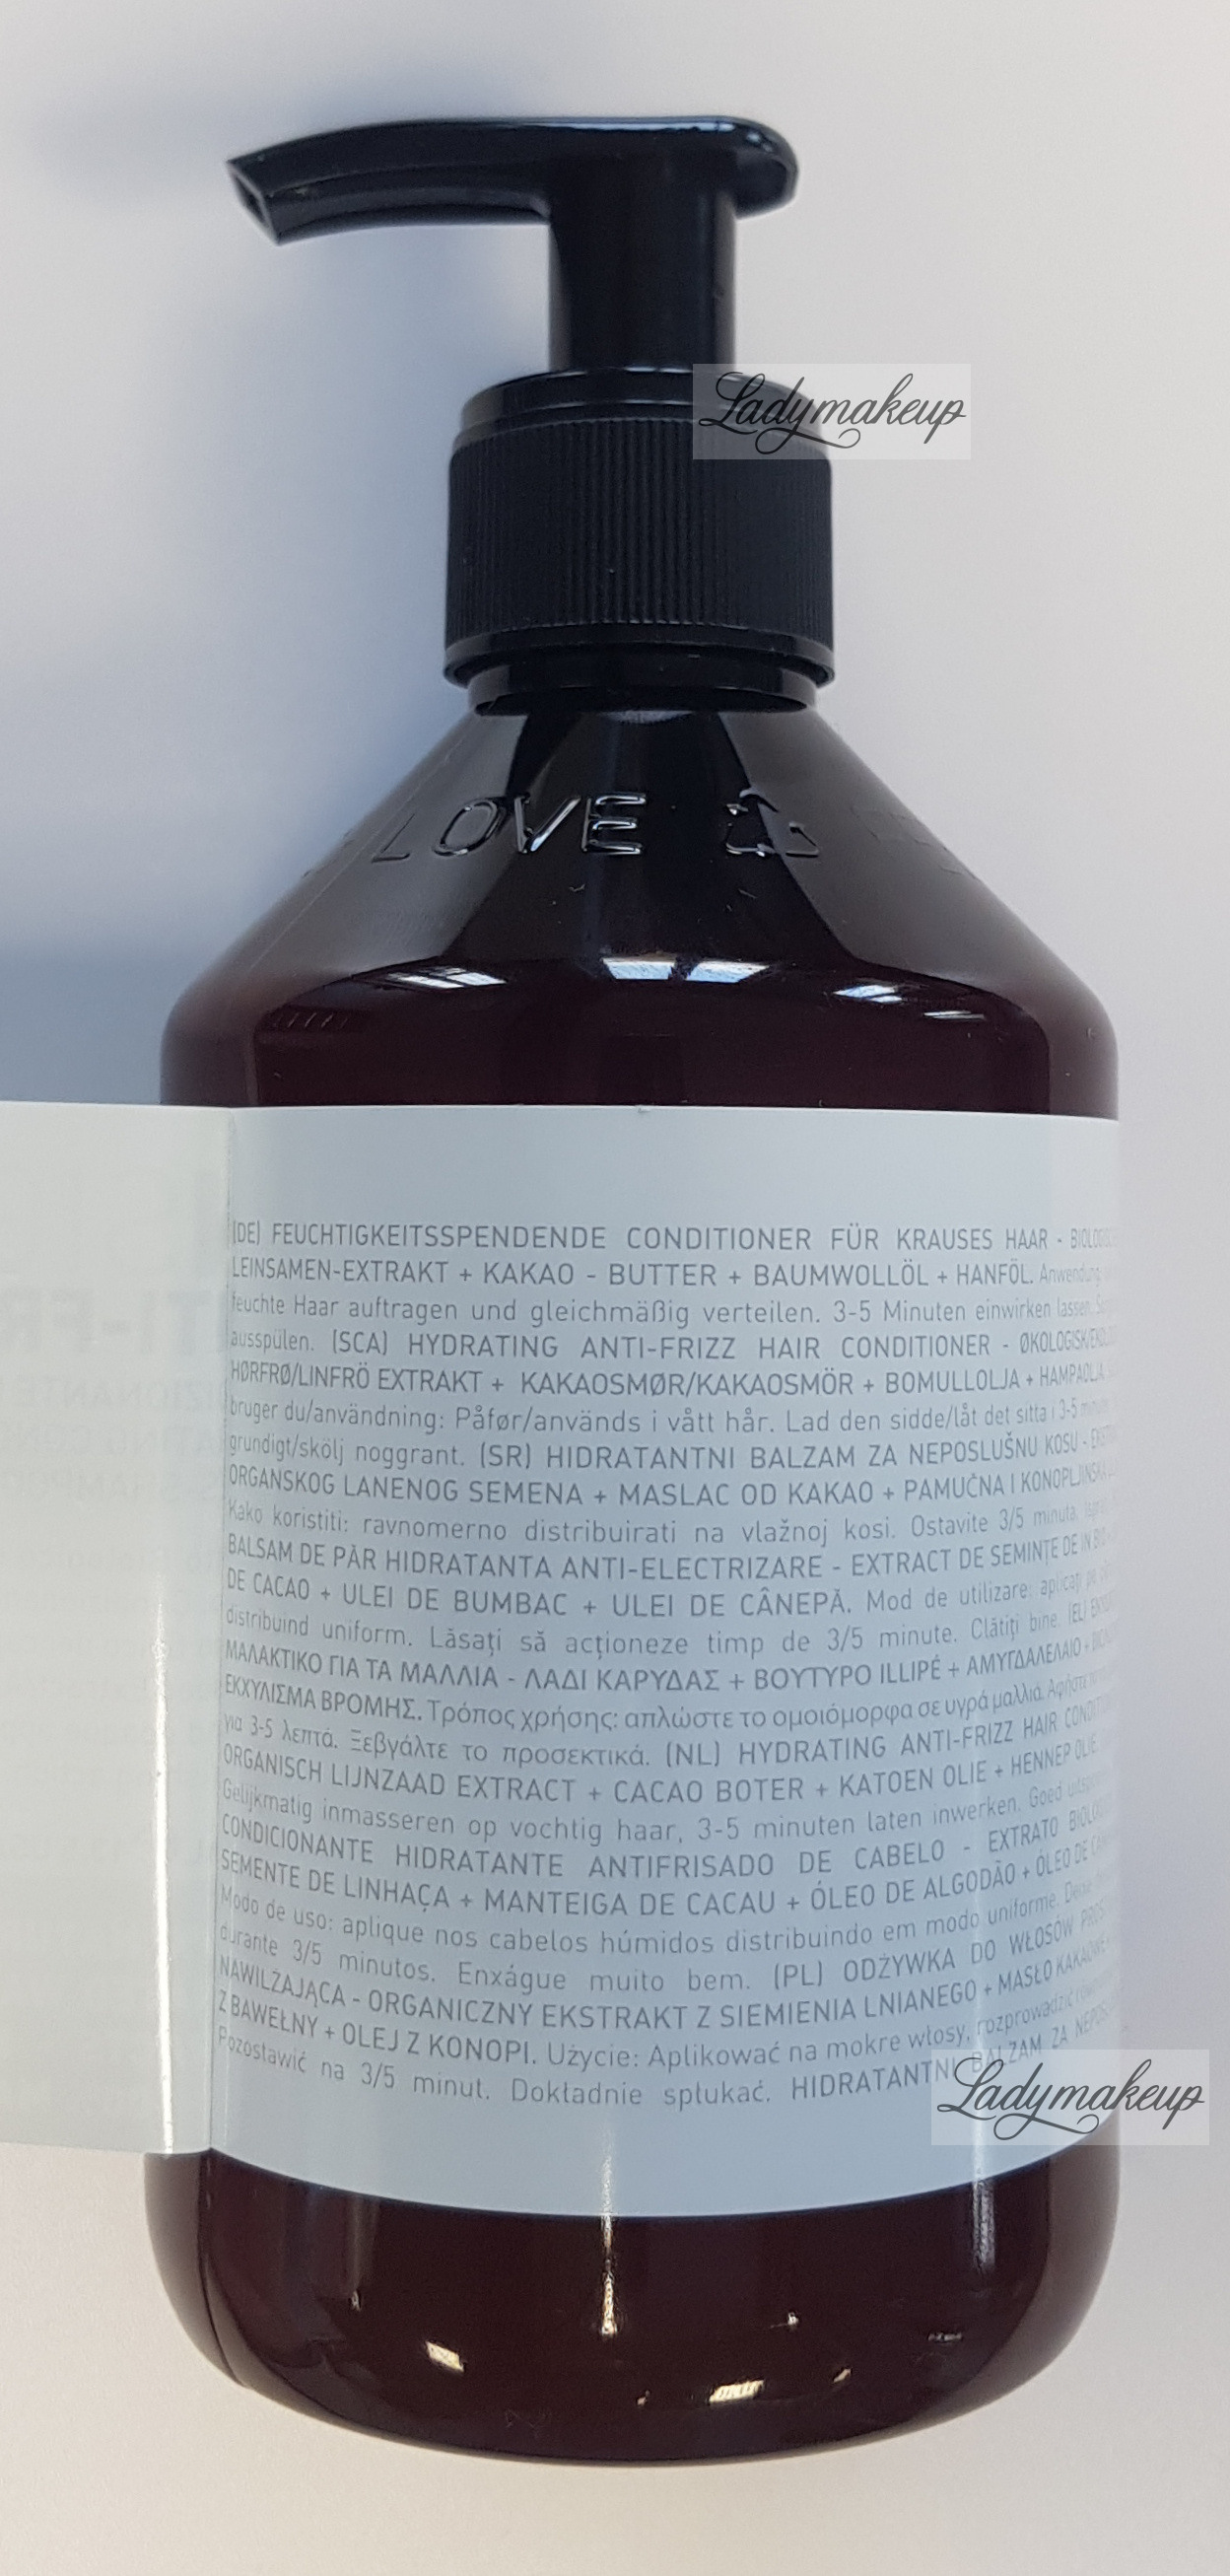 Ladymakeup
LOVE
(DE) FEUCHTIGKEITSSPENDENDE CONDITIONER FÜR KRAUSES HAAR -
LEINSAMEN-EXTRAKT + KAKAO - BUTTER + BAUMWOLLÖL + HANFÖL. Anwendung:
feuchte Haar auftragen und gleichmäßig verteilen. 3-5 Minuten einwirken lassen.
ausspülen. (SCA) HYDRATING ANTI-FRIZZ HAIR CONDITIONER -
HØRFRØ/LINFRÖ EXTRAKT + KAKAOSMØR/KAKAOSMÖR + BOMULLOLJA + HAMPAOLJA.
bruger du/användning: Påfør/används i vått hår. Lad den sidde/låt det sitta i 3-5
grundigt/skölj noggrant. (SR) HIDRATANTNI BALZAM ZA NEPOSLUŠNU KOSU -
ORGANSKOG LANENOG SEMENA + MASLAC OD KAKAO + PAMUČNA I
Kako koristiti: ravnomerno distribuirati na vlažnoj kosi. Ostavite 3/5 minuta.
BALSAM DE PĂR HIDRATANTA ANTI-ELECTRIZARE - EXTRACT DE SEMINȚE DE IN
DE CACAO + ULEI DE BUMBAC + ULEI DE CÂNEPĂ. Mod de utilizare: aplicați pe
distribuind uniform. Lăsați să acționeze timp de 3/5 minute. Clătiți bine. (EL)
ΜΑΛΑΚΤΙΚΟ ΓΙΑ ΤΑ ΜΑΛΛΙΑ - ΛΑΔΙ ΚΑΡΥΔΑΣ + ΒΟΥΤΥΡΟ ILLIPÉ + ΑΜΥΓΔΑΛΕΛΑΙΟ +
ΕΚΧΥΛΙΣΜΑ ΒΡΟΜΗΣ. Τρόπος χρήσης: απλώστε το ομοιόμορφα σε υγρά μαλλιά. Αφήστε
για 3-5 λεπτά. Ξεβγάλτε το προσεκτικά. (NL) HYDRATING ANTI-FRIZZ HAIR
ORGANISCH LIJNZAAD EXTRACT + CACAO BOTER + KATOEN OLIE + HENNEP OLIE.
Gelijkmatig inmasseren op vochtig haar, 3-5 minuten laten inwerken. Goed
CONDICIONANTE HIDRATANTE ANTIFRISADO DE CABELO - EXTRATO
SEMENTE DE LINHAÇA + MANTEIGA DE CACAU + ÓLEO DE ALGODÃO + ÓLEO DE
Modo de uso: aplique nos cabelos húmidos distribuindo em modo uniforme.
durante 3/5 minutos. Enxágue muito bem. (PL) ODŻYWKA DO WŁOSÓW
NAWILŻAJĄCA - ORGANICZNY EKSTRAKT Z SIEMIENIA LNIANEGO + MASŁO
Z BAWEŁNY + OLEJ Z KONOPI. Użycie: Aplikować na mokre włosy, rozprowadzić
Pozostawić na 3/5 minut. Dokładnie spłukać. HIDRATANTNI BALZAM ZA
Ladymakeup